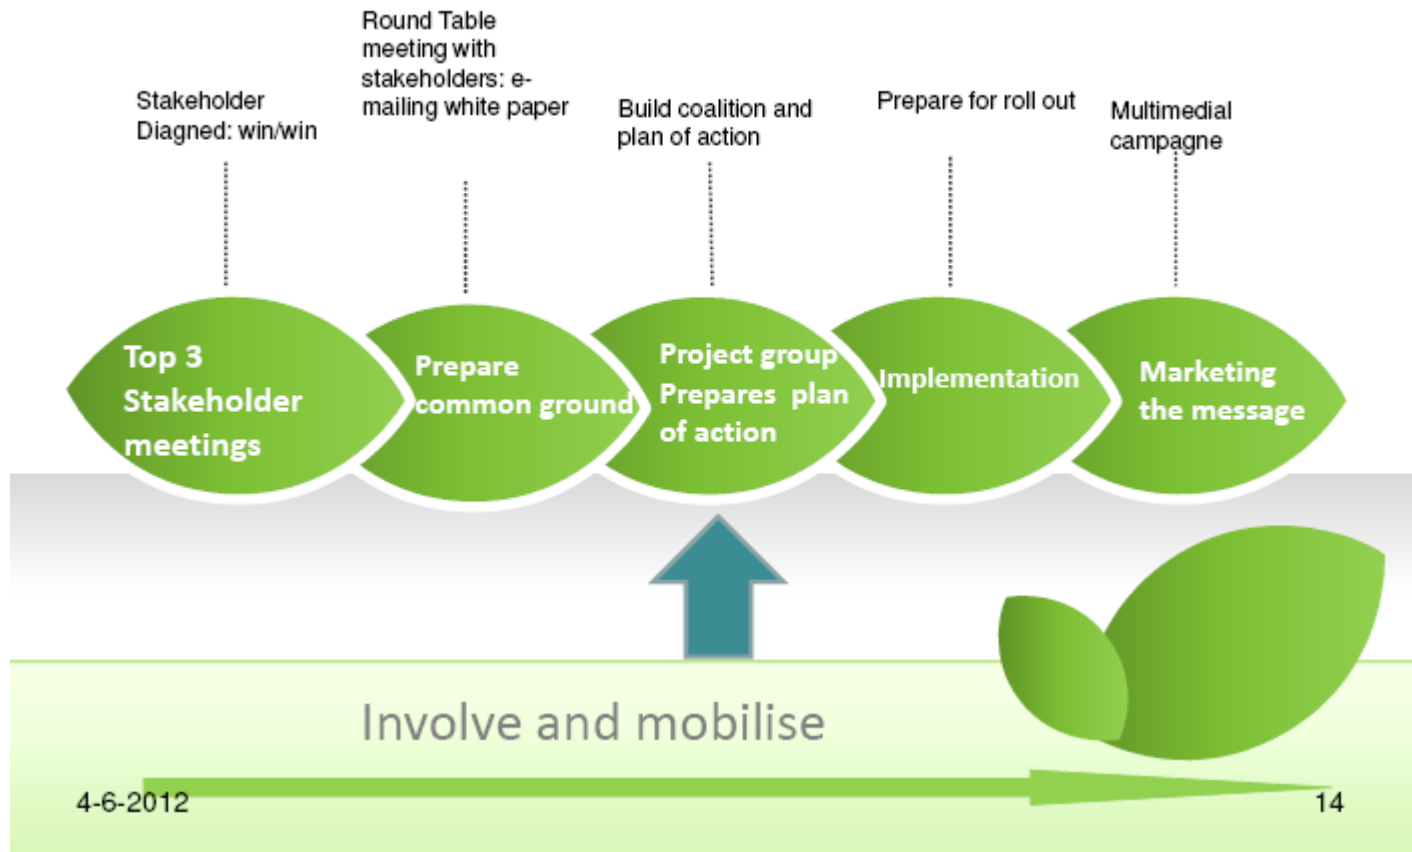 Round Table
meeting with
stakeholders: e-
mailing white paper
Stakeholder
Diagned: win/win
Build coalition and
plan of action
Prepare for roll out
Multimedial
campagne
Top 3
Stakeholder
meetings
Prepare
common ground
Project group
Prepares plan
of action
Implementation
Marketing
the message
Involve and mobilise
4-6-2012
14